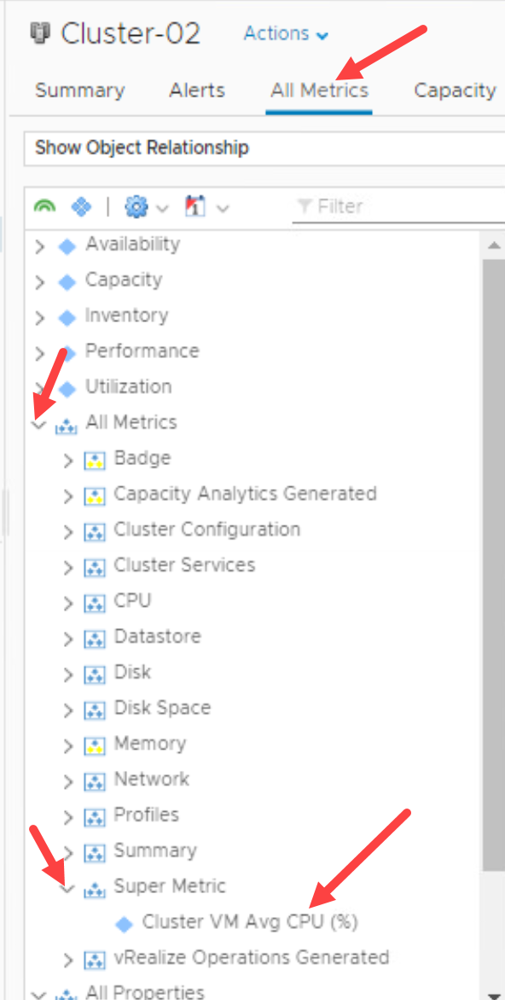 Cluster-02 Actions
Summary Alerts All Metrics Capacity
Show Object Relationship
Filter
Availability
Capacity
Inventory
Performance
Utilization
All Metrics
Badge
Capacity Analytics Generated
Cluster Configuration
Cluster Services
CPU
Datastore
Disk
Disk Space
Memory
Network
Profiles
Summary
Super Metric
Cluster VM Avg CPU (%)
vRealize Operations Generated
All Properties